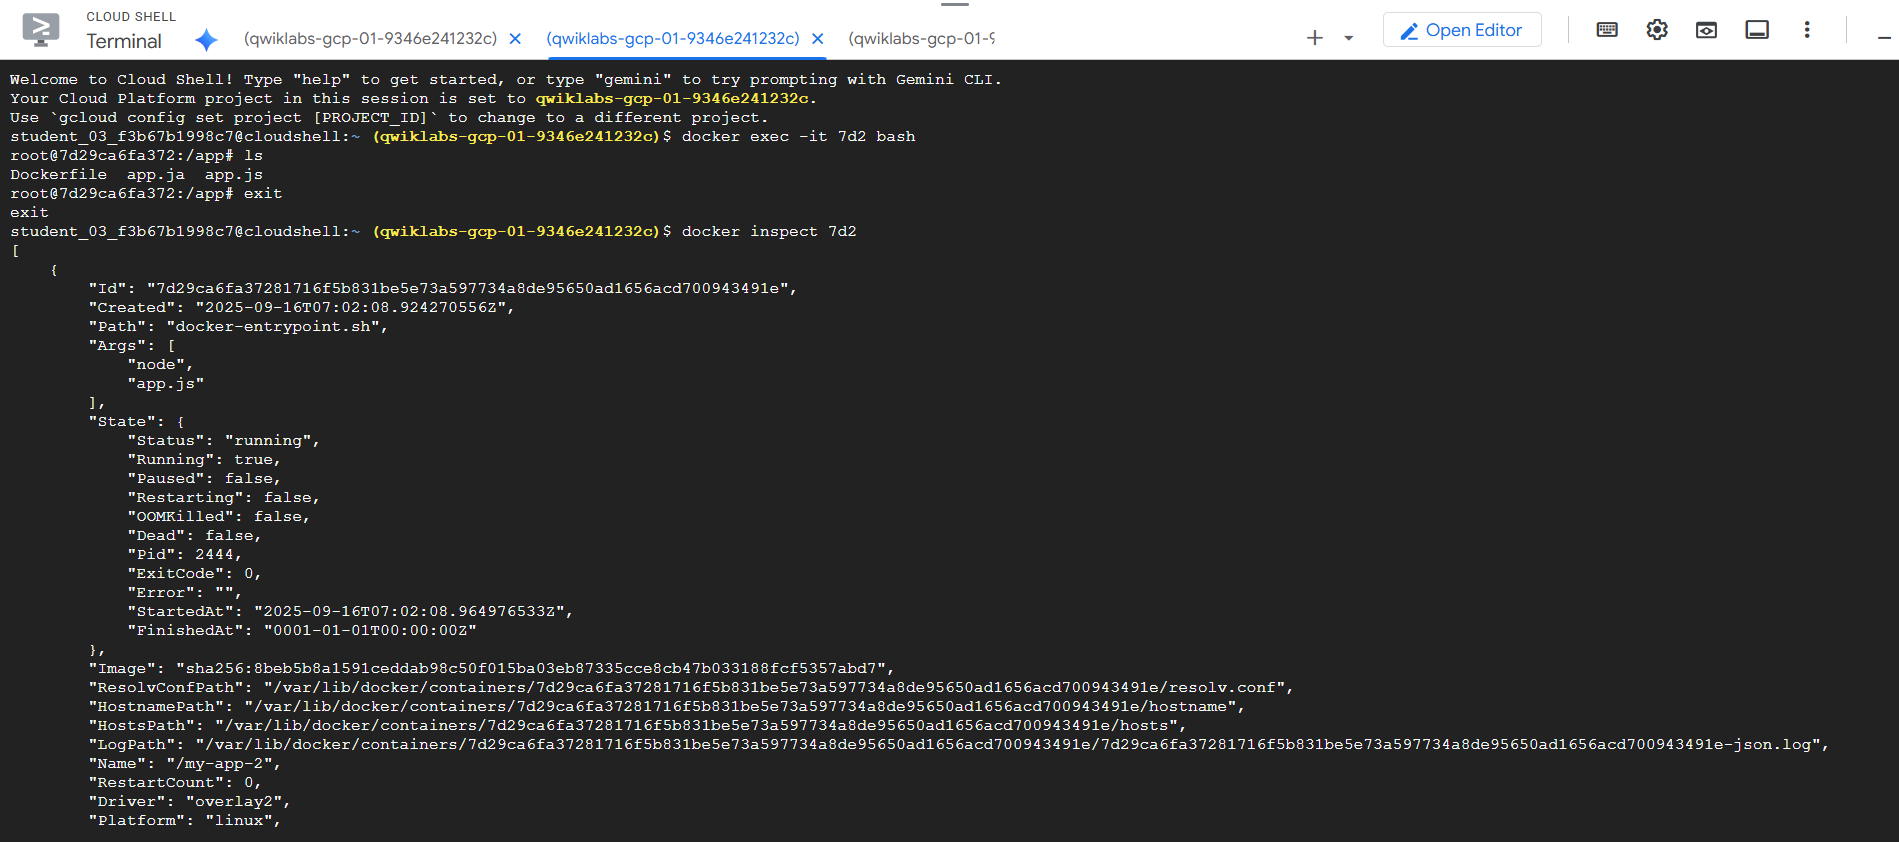 CLOUD SHELL
Terminal
(qwiklabs-gcp-01-9346e241232c) × (qwiklabs-gcp-01-9346e241232c) × (qwiklabs-gcp-01-9
Open Editor
Welcome to Cloud Shell! Type "help" to get started, or type "gemini" to try prompting with Gemini CLI.
Your Cloud Platform project in this session is set to qwiklabs-gcp-01-9346e241232c.
Use `gcloud config set project [PROJECT_ID]` to change to a different project.
student_03_f3b67b1998c7@cloudshell:~ (qwiklabs-gcp-01-9346e241232c)$ docker exec -it 7d2 bash
root@7d29ca6fa372:/app# ls
Dockerfile  app.ja  app.js
root@7d29ca6fa372:/app# exit
exit
student_03_f3b67b1998c7@cloudshell:~ (qwiklabs-gcp-01-9346e241232c)$ docker inspect 7d2
[
    {
        "Id": "7d29ca6fa37281716f5b831be5e73a597734a8de95650ad1656acd700943491e",
        "Created": "2025-09-16T07:02:08.924270556Z",
        "Path": "docker-entrypoint.sh",
        "Args": [
            "node",
            "app.js"
        ],
        "State": {
            "Status": "running",
            "Running": true,
            "Paused": false,
            "Restarting": false,
            "OOMKilled": false,
            "Dead": false,
            "Pid": 2444,
            "ExitCode": 0,
            "Error": "",
            "StartedAt": "2025-09-16T07:02:08.964976533Z",
            "FinishedAt": "0001-01-01T00:00:00Z"
        },
        "Image": "sha256:8beb5b8a1591ceddab98c50f015ba03eb87335cce8cb47b033188fcf5357abd7",
        "ResolvConfPath": "/var/lib/docker/containers/7d29ca6fa37281716f5b831be5e73a597734a8de95650ad1656acd700943491e/resolv.conf",
        "HostnamePath": "/var/lib/docker/containers/7d29ca6fa37281716f5b831be5e73a597734a8de95650ad1656acd700943491e/hostname",
        "HostsPath": "/var/lib/docker/containers/7d29ca6fa37281716f5b831be5e73a597734a8de95650ad1656acd700943491e/hosts",
        "LogPath": "/var/lib/docker/containers/7d29ca6fa37281716f5b831be5e73a597734a8de95650ad1656acd700943491e/7d29ca6fa37281716f5b831be5e73a597734a8de95650ad1656acd700943491e-json.log",
        "Name": "/my-app-2",
        "RestartCount": 0,
        "Driver": "overlay2",
        "Platform": "linux",